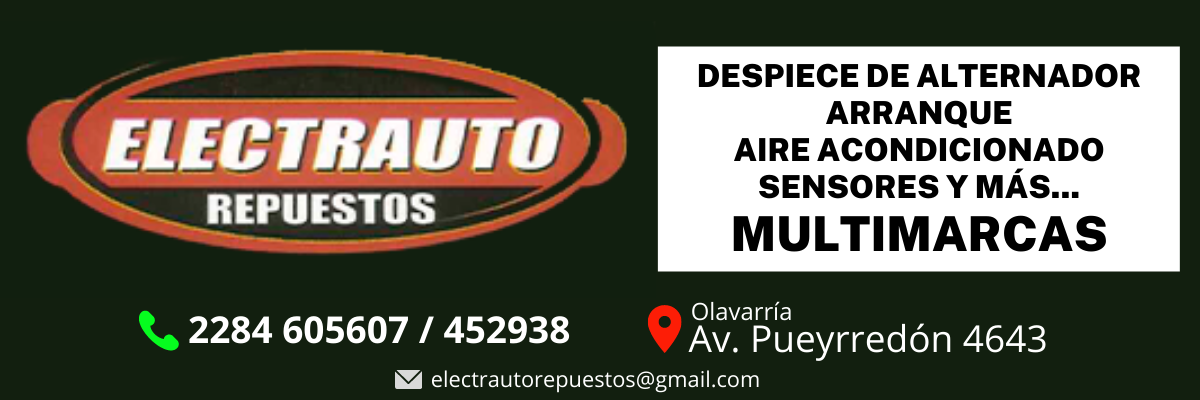 ELECTRAUTO
REPUESTOS
DESPIECE DE ALTERNADOR
ARRANQUE
AIRE ACONDICIONADO
SENSORES Y MÁS...
MULTIMARCAS
2284 605607 / 452938
Olavarría
Av. Pueyrredón 4643
electrautorepuestos@gmail.com